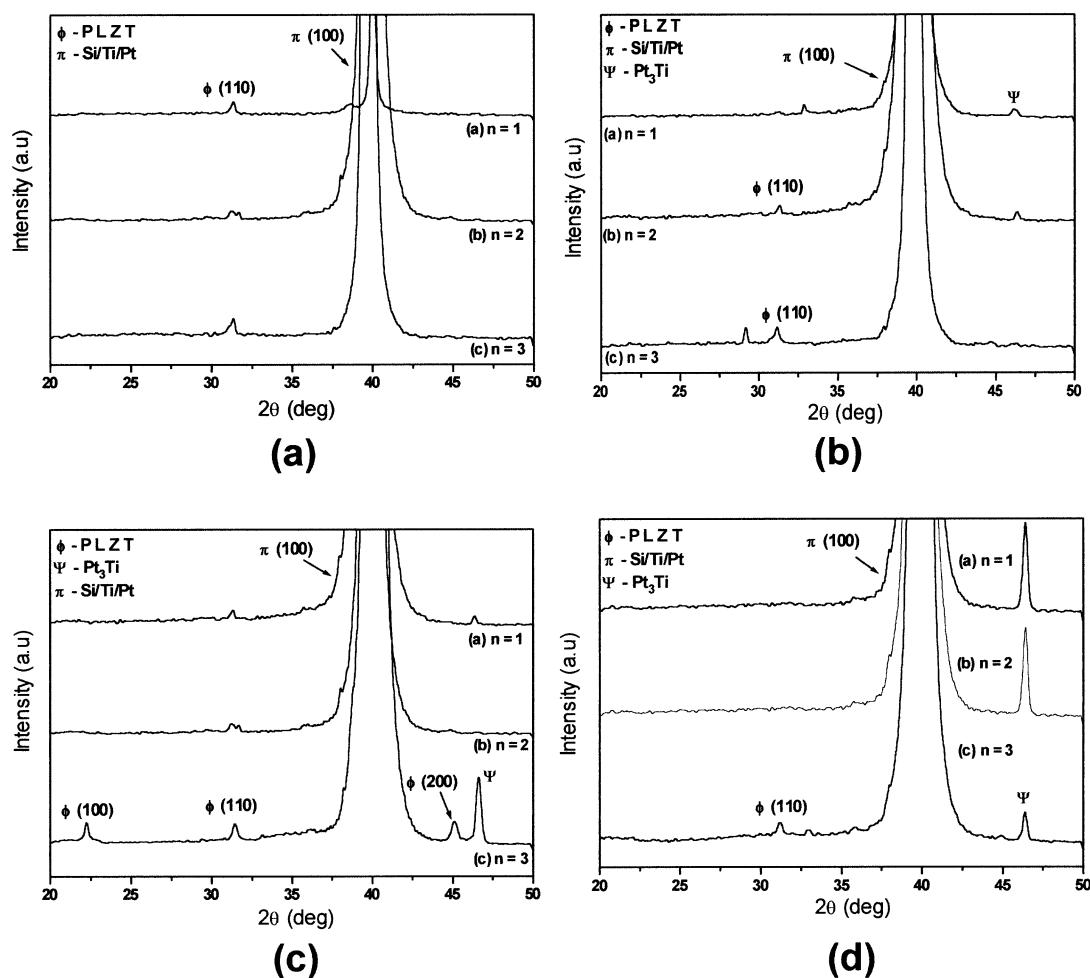 ϕ - P L Z T
π - Si/Ti/Pt
π (100)
ϕ (110)
(a) n = 1
(b) n = 2
(c) n = 3
Intensity (a.u)
20 25 30 35 40 45 50
2θ (deg)
(a)
ϕ - P L Z T
π - Si/Ti/Pt
Ψ - Pt₃Ti
π (100)
Ψ
(a) n = 1
ϕ (110)
(b) n = 2
ϕ (110)
(c) n = 3
Intensity (a.u)
20 25 30 35 40 45 50
2θ (deg)
(b)
ϕ - P L Z T
Ψ - Pt₃Ti
π - Si/Ti/Pt
π (100)
(a) n = 1
(b) n = 2
ϕ (200)
Ψ
ϕ (100)
ϕ (110)
(c) n = 3
Intensity (a.u)
20 25 30 35 40 45 50
2θ (deg)
(c)
ϕ - P L Z T
π - Si/Ti/Pt
Ψ - Pt₃Ti
π (100)
(a) n = 1
(b) n = 2
(c) n = 3
ϕ (110)
Ψ
Intensity (a.u)
20 25 30 35 40 45 50
2θ (deg)
(d)